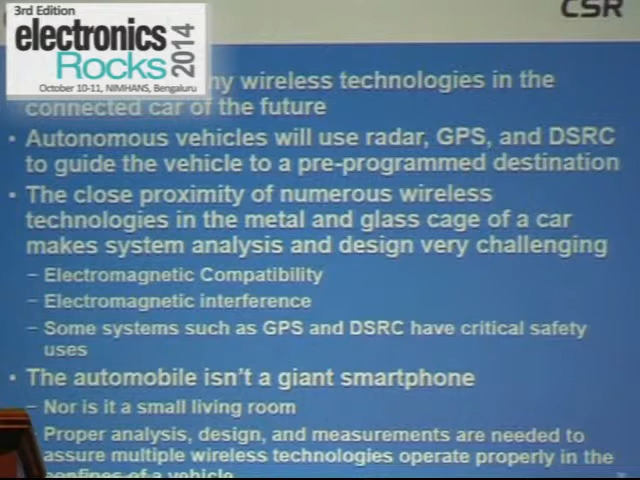 3rd Edition
electronics
Rocks 2014
October 10-11, NIMHANS, Bengaluru
CSR
wireless technologies in the
connected car of the future
• Autonomous vehicles will use radar, GPS, and DSRC
to guide the vehicle to a pre-programmed destination
• The close proximity of numerous wireless
technologies in the metal and glass cage of a car
makes system analysis and design very challenging
– Electromagnetic Compatibility
– Electromagnetic interference
– Some systems such as GPS and DSRC have critical safety
uses
• The automobile isn't a giant smartphone
– Nor is it a small living room
Proper analysis, design, and measurements are needed to
assure multiple wireless technologies operate properly in the
confines of a vehicle